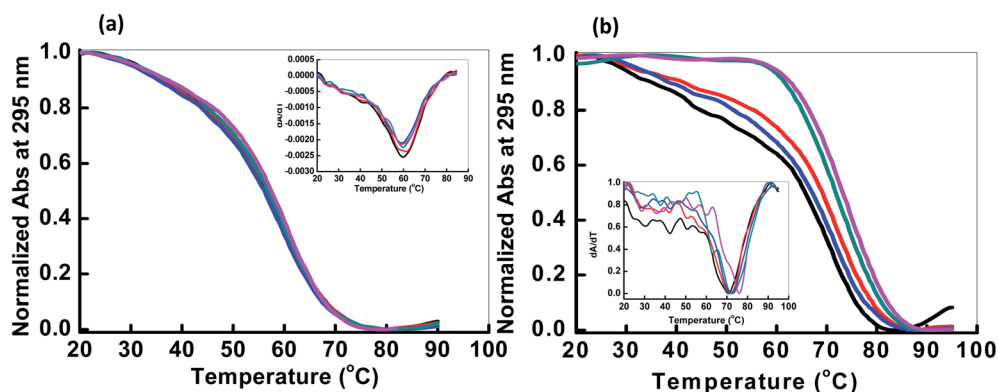 (a)
Normalized Abs at 295 nm
1.0
0.8
0.6
0.4
0.2
0.0
20 30 40 50 60 70 80 90 100
Temperature (°C)
dA/dT
0.0005
0.0000
-0.0005
-0.0010
-0.0015
-0.0020
-0.0025
-0.0030
20 30 40 50 60 70 80 90
Temperature (°C)
(b)
Normalized Abs at 295 nm
1.0
0.8
0.6
0.4
0.2
0.0
20 30 40 50 60 70 80 90 100
Temperature (°C)
dA/dT
1.0
0.8
0.6
0.4
0.2
0.0
20 30 40 50 60 70 80 90 100
Temperature (°C)